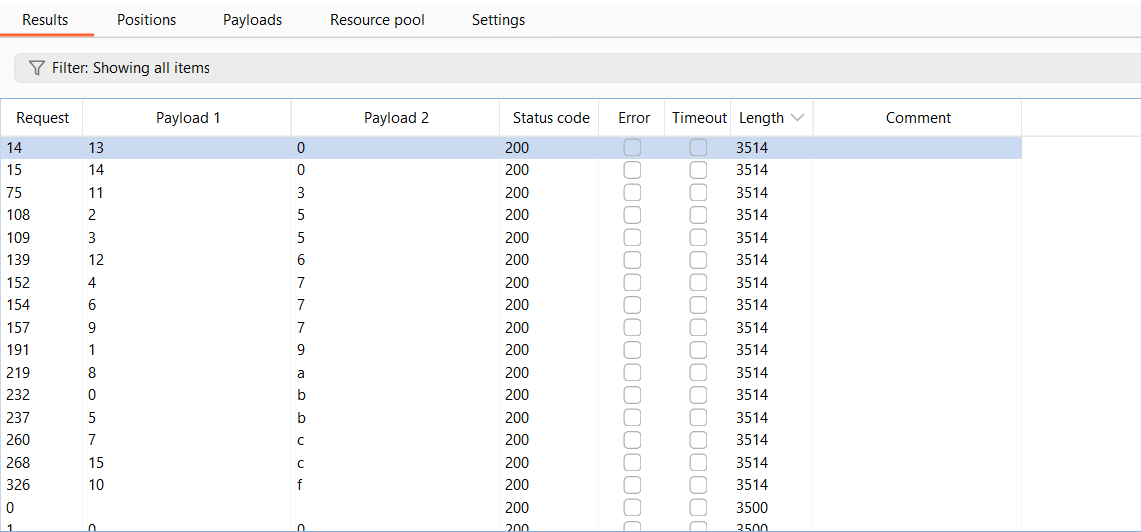 Results Positions Payloads Resource pool Settings
Filter: Showing all items
Request Payload 1 Payload 2 Status code Error Timeout Length Comment
14 13 0 200 3514
15 14 0 200 3514
75 11 3 200 3514
108 2 5 200 3514
109 3 5 200 3514
139 12 6 200 3514
152 4 7 200 3514
154 6 7 200 3514
157 9 7 200 3514
191 1 9 200 3514
219 8 a 200 3514
232 0 b 200 3514
237 5 b 200 3514
260 7 c 200 3514
268 15 c 200 3514
326 10 f 200 3514
0 200 3500
1 0 0 200 3500